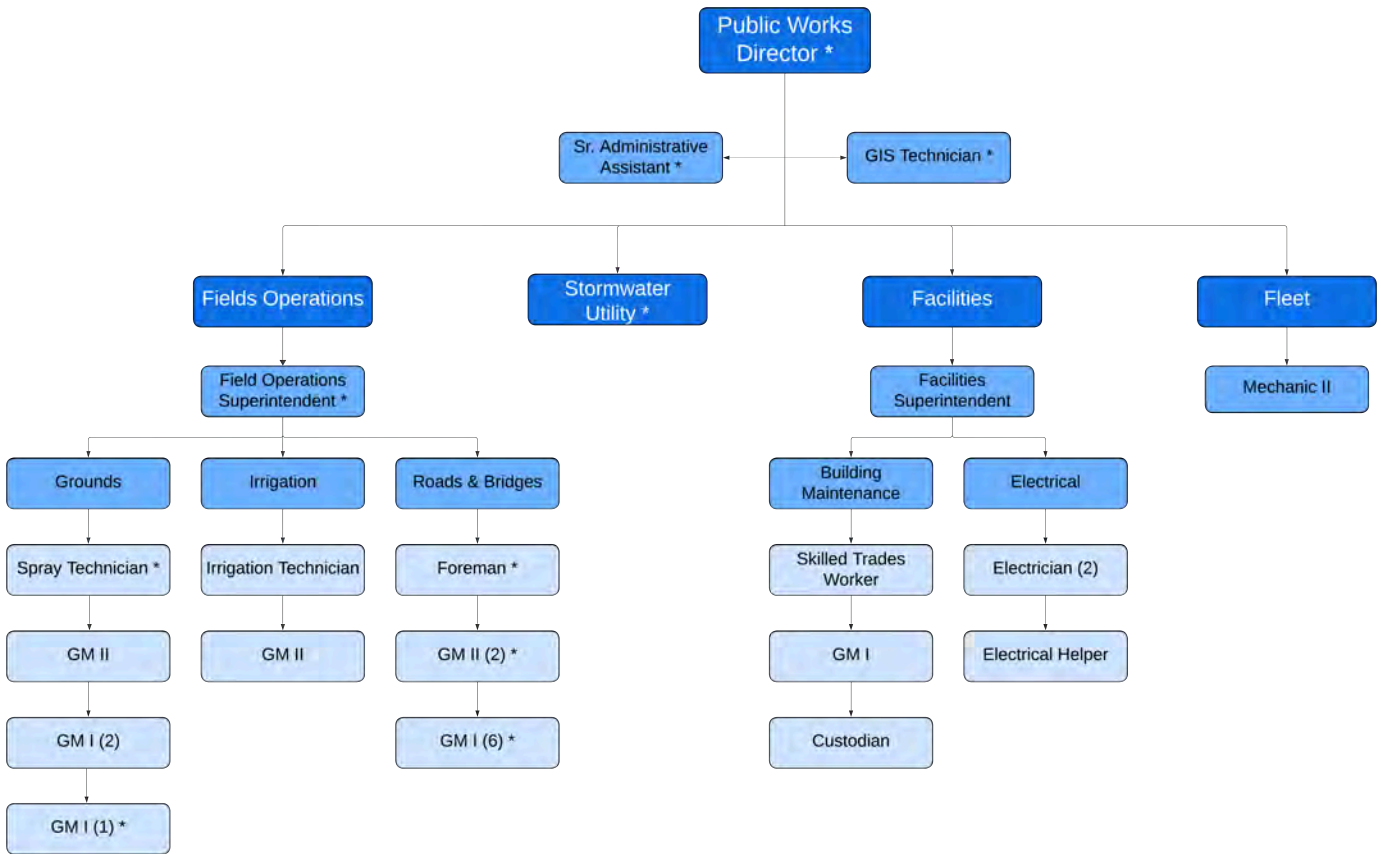 Public Works
Director *
Sr. Administrative
Assistant *
GIS Technician *
Fields Operations
Stormwater
Utility *
Facilities
Fleet
Field Operations
Superintendent *
Facilities
Superintendent
Mechanic II
Grounds
Irrigation
Roads & Bridges
Building
Maintenance
Electrical
Spray Technician *
Irrigation Technician
Foreman *
Skilled Trades
Worker
Electrician (2)
GM II
GM II
GM II (2) *
GM I
Electrical Helper
GM I (2)
GM I (6) *
Custodian
GM I (1) *